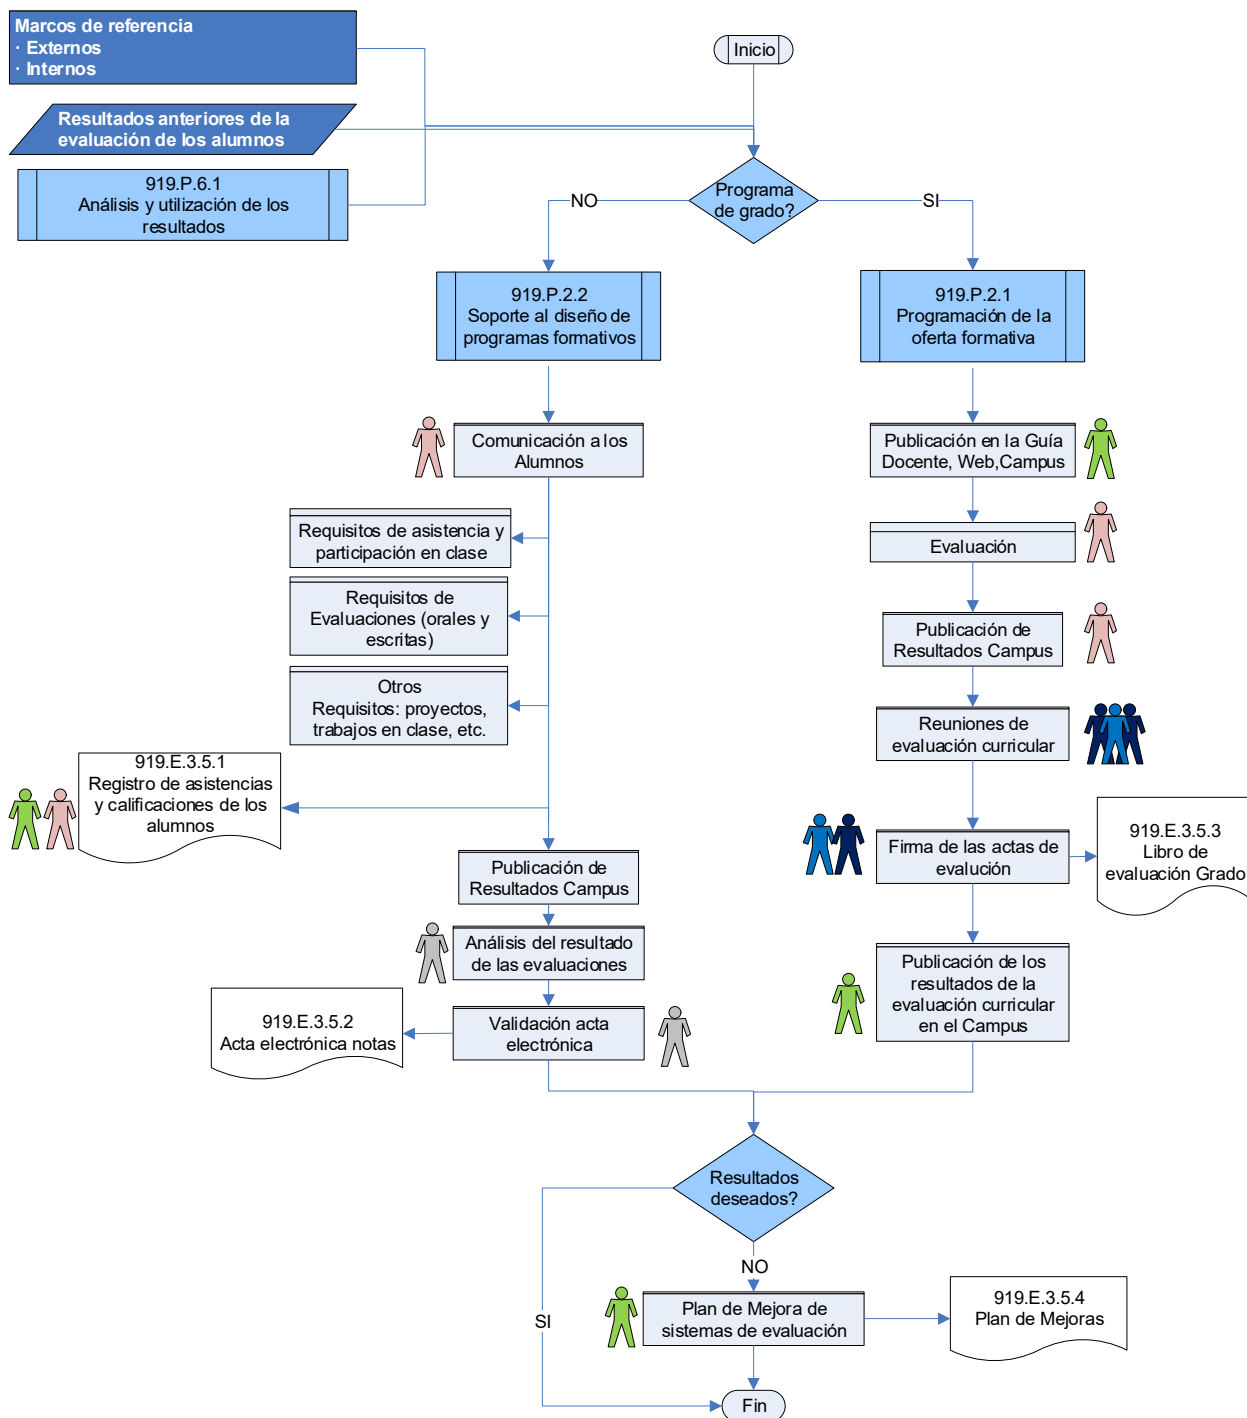 Marcos de referencia
· Externos
· Internos
Inicio
Resultados anteriores de la
evaluación de los alumnos
919.P.6.1
Análisis y utilización de los
resultados
Programa
de grado?
NO
SI
919.P.2.2
Soporte al diseño de
programas formativos
919.P.2.1
Programación de la
oferta formativa
Comunicación a los
Alumnos
Publicación en la Guía
Docente, Web,Campus
Requisitos de asistencia y
participación en clase
Evaluación
Requisitos de
Evaluaciones (orales y
escritas)
Publicación de
Resultados Campus
Otros
Requisitos: proyectos,
trabajos en clase, etc.
Reuniones de
evaluación curricular
919.E.3.5.1
Registro de asistencias
y calificaciones de los
alumnos
Firma de las actas de
evalución
919.E.3.5.3
Libro de
evaluación Grado
Publicación de
Resultados Campus
Análisis del resultado
de las evaluaciones
Publicación de los
resultados de la
evaluación curricular
en el Campus
919.E.3.5.2
Acta electrónica notas
Validación acta
electrónica
Resultados
deseados?
NO
SI
Plan de Mejora de
sistemas de evaluación
919.E.3.5.4
Plan de Mejoras
Fin